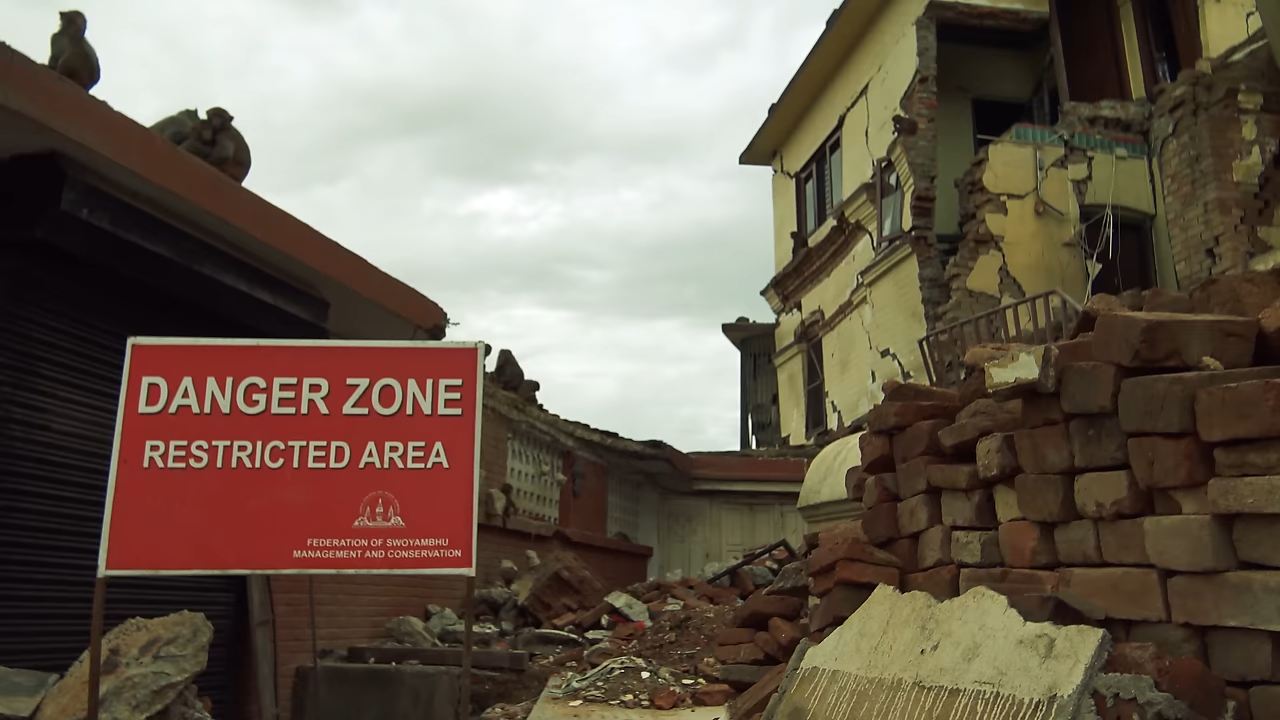 DANGER ZONE
RESTRICTED AREA
FEDERATION OF SWOYAMBHU
MANAGEMENT AND CONSERVATION